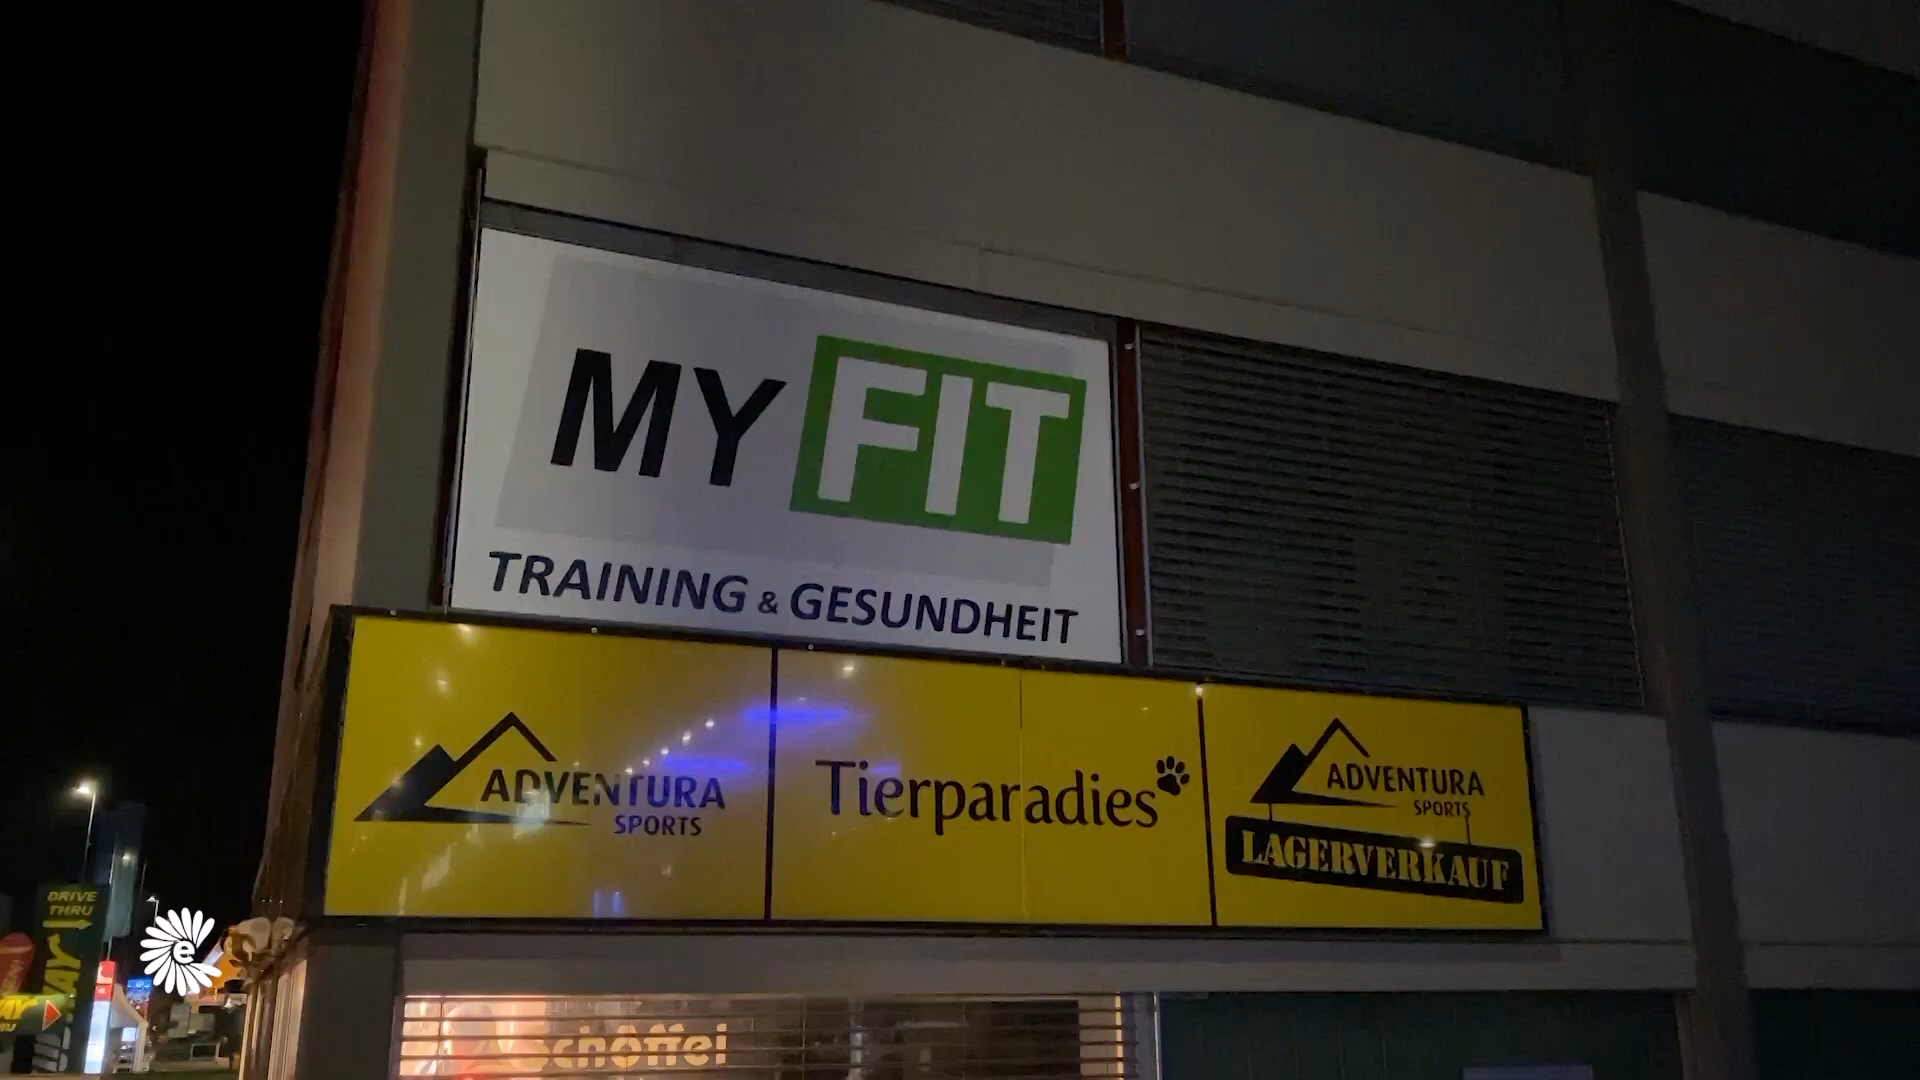 MY FIT
TRAINING & GESUNDHEIT
ADVENTURA
SPORTS
Tierparadies
ADVENTURA
SPORTS
LAGERVERKAUF
DRIVE
THRU
e
Schöffel